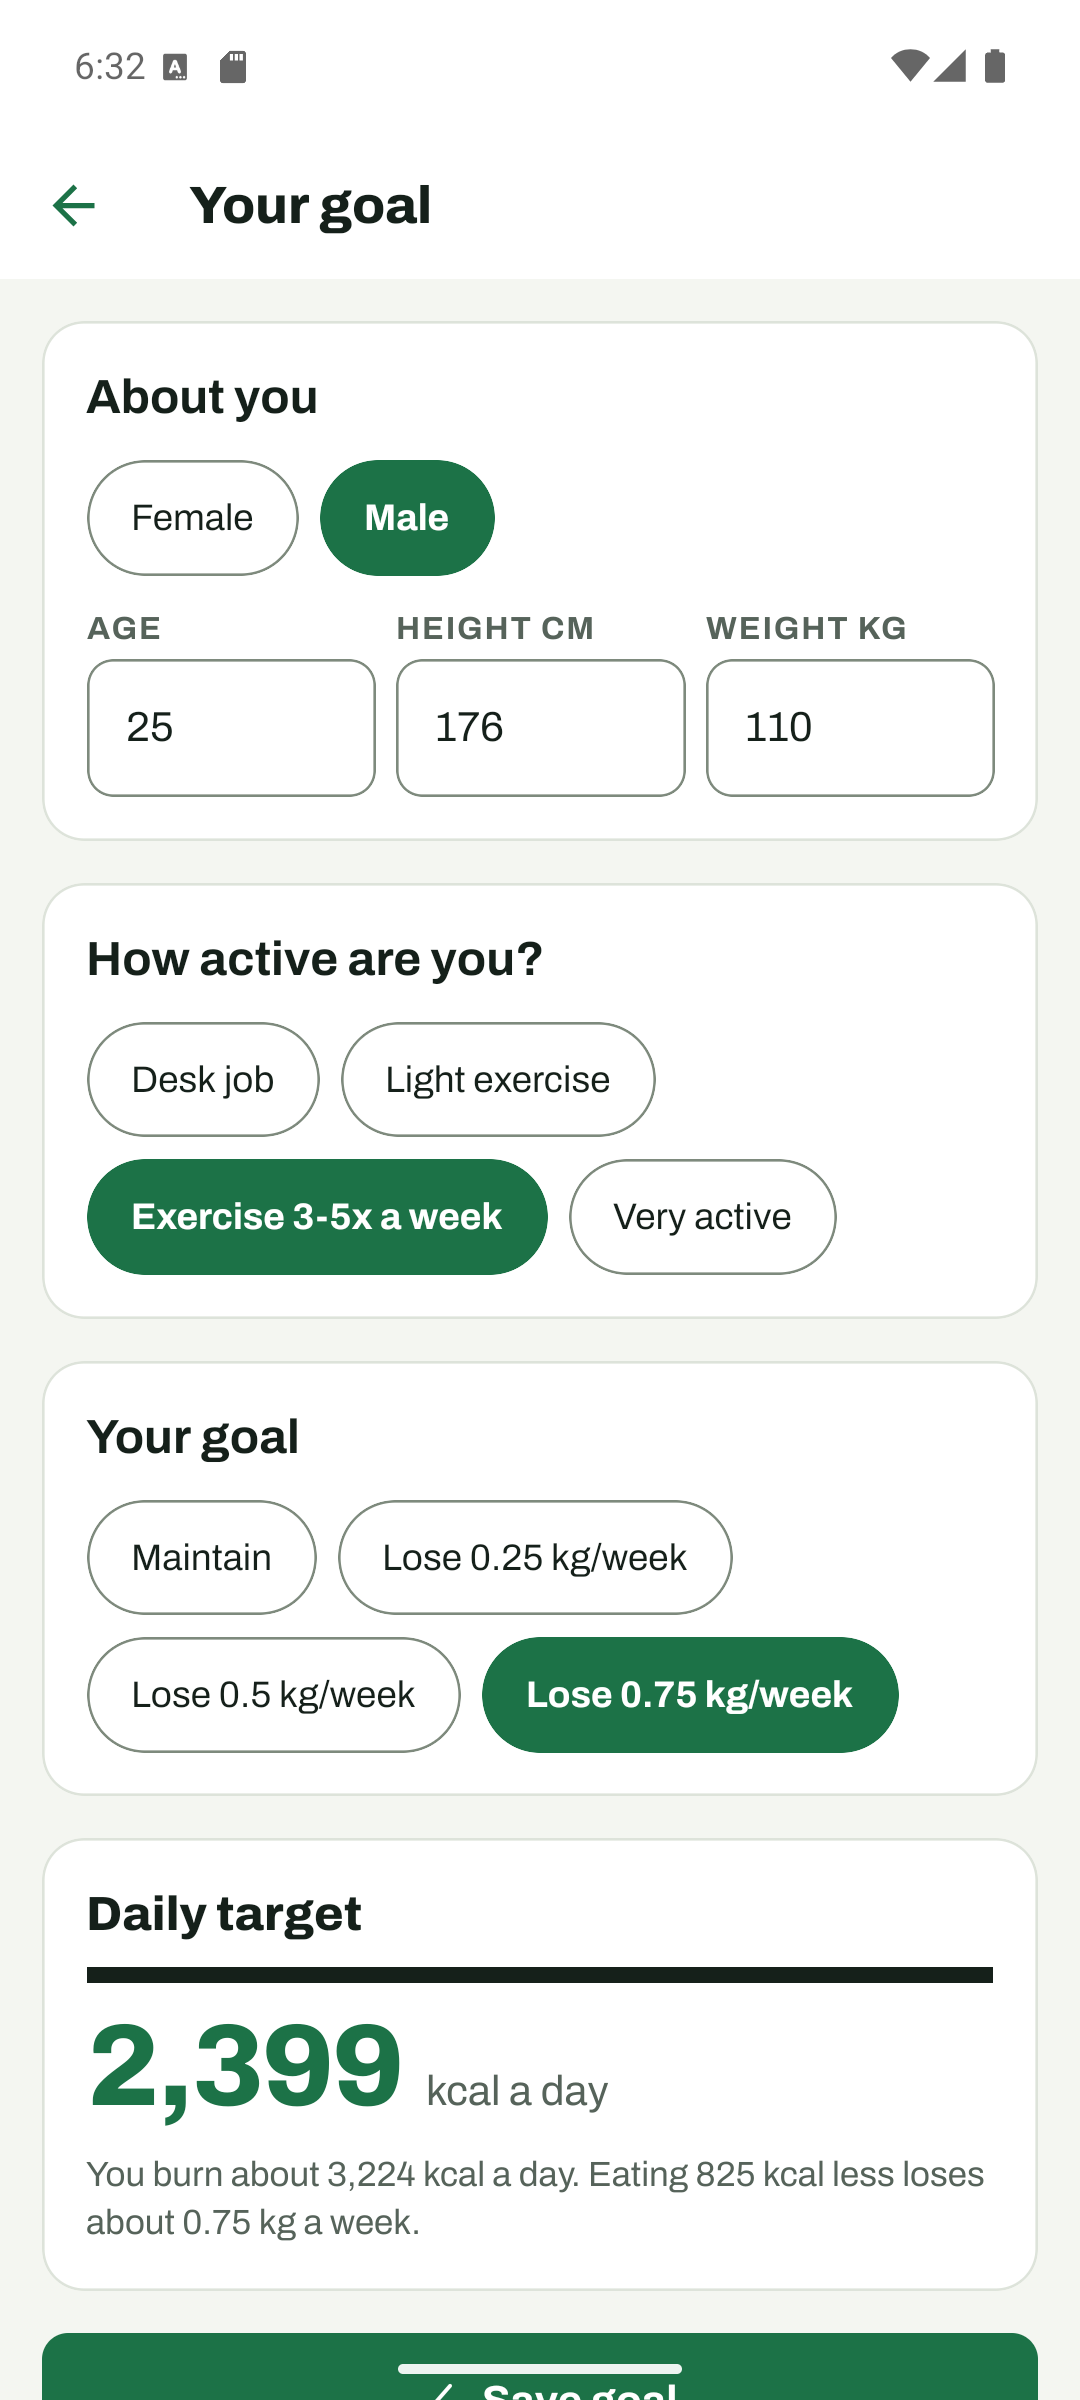 6:32
Your goal
About you
Female Male
AGE HEIGHT CM WEIGHT KG
25 176 110
How active are you?
Desk job Light exercise
Exercise 3-5x a week Very active
Your goal
Maintain Lose 0.25 kg/week
Lose 0.5 kg/week Lose 0.75 kg/week
Daily target
2,399 kcal a day
You burn about 3,224 kcal a day. Eating 825 kcal less loses
about 0.75 kg a week.
Save goal